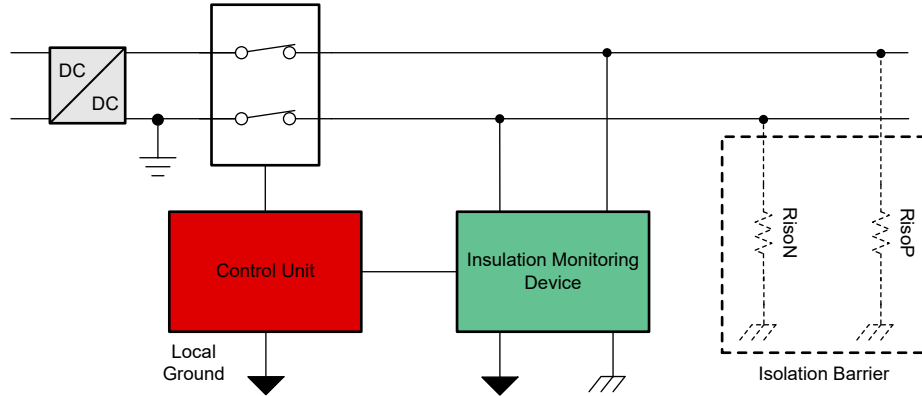 DC
DC
Control Unit
Insulation Monitoring
Device
RisoN
RisoP
Local
Ground
Isolation Barrier